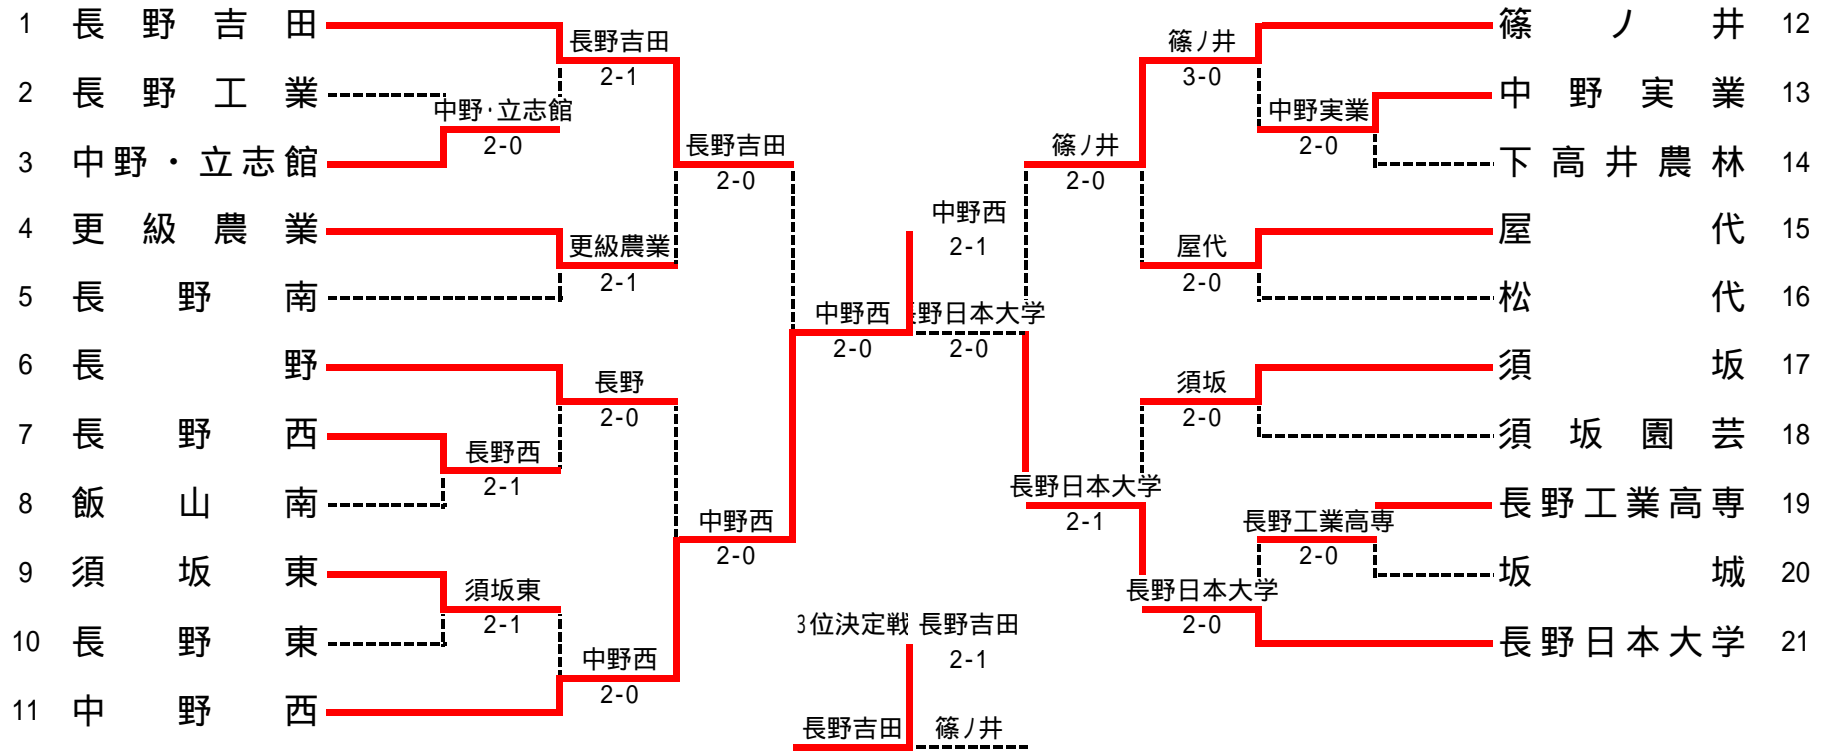 1 長野吉田
2 長野工業
3 中野・立志館
4 更級農業
5 長野南
6 長野
7 長野西
8 飯山南
9 須坂東
10 長野東
11 中野西
中野・立志館
2-0
長野西
2-1
須坂東
2-1
長野吉田
2-1
更級農業
2-1
長野
2-0
中野西
2-0
長野吉田
2-0
中野西
2-0
中野西
2-0
中野西
2-1
長野日本大学
2-0
3位決定戦 長野吉田
2-1
長野吉田 篠ノ井
篠ノ井
2-0
長野日本大学
2-1
篠ノ井
3-0
屋代
2-0
須坂
2-0
長野日本大学
2-0
中野実業
2-0
長野工業高専
2-0
篠ノ井 12
中野実業 13
下高井農林 14
屋代 15
松代 16
須坂 17
須坂園芸 18
長野工業高専 19
坂城 20
長野日本大学 21